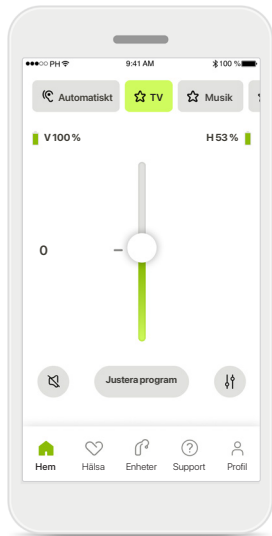 PH 9:41 AM 100 %
Automatiskt TV Musik
V 100 % H 53 %
0
Justera program
Hem Hälsa Enheter Support Profil